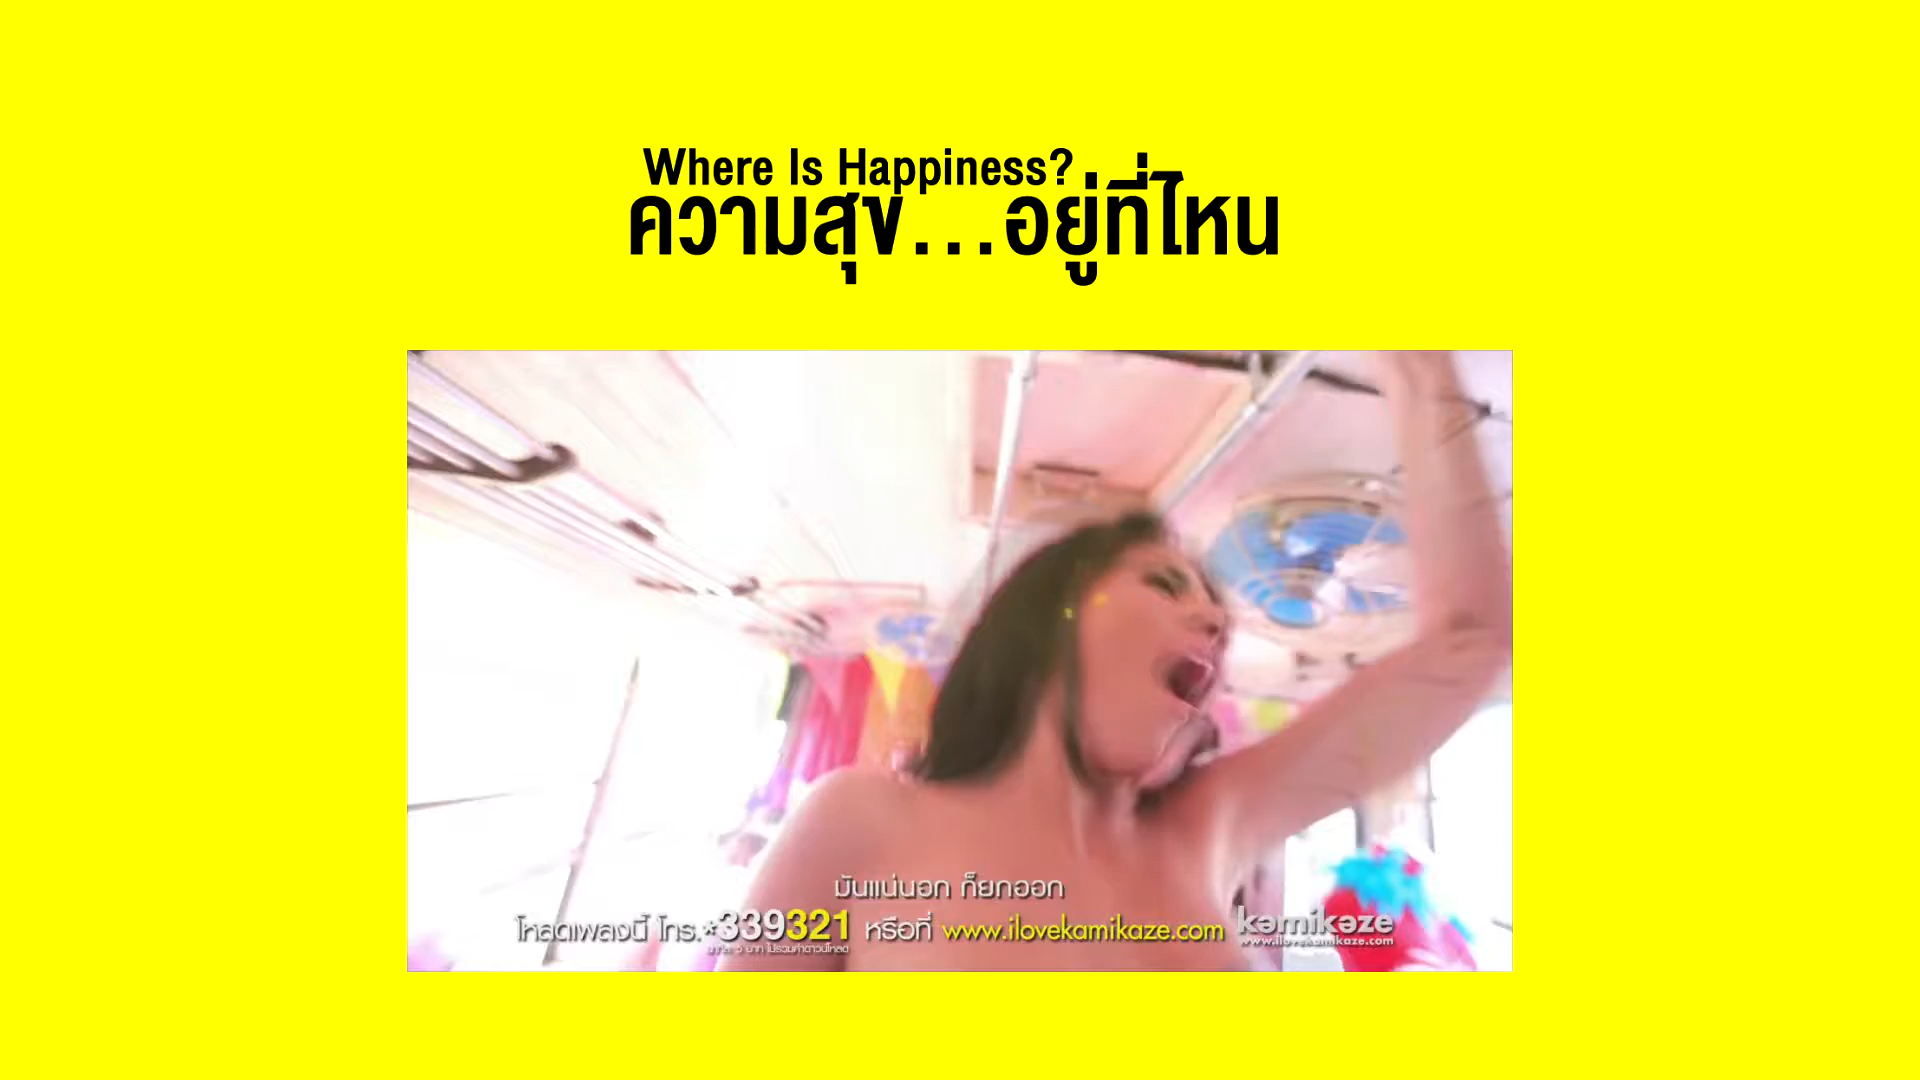 Where Is Happiness?
ความสุข...อยู่ที่ไหน
มันแน่นอก ก็ยกออก
โหลดเพลงนี้ โทร.*339321 หรือที่ www.ilovekamikaze.com
kamikaze
www.ilovekamikaze.com